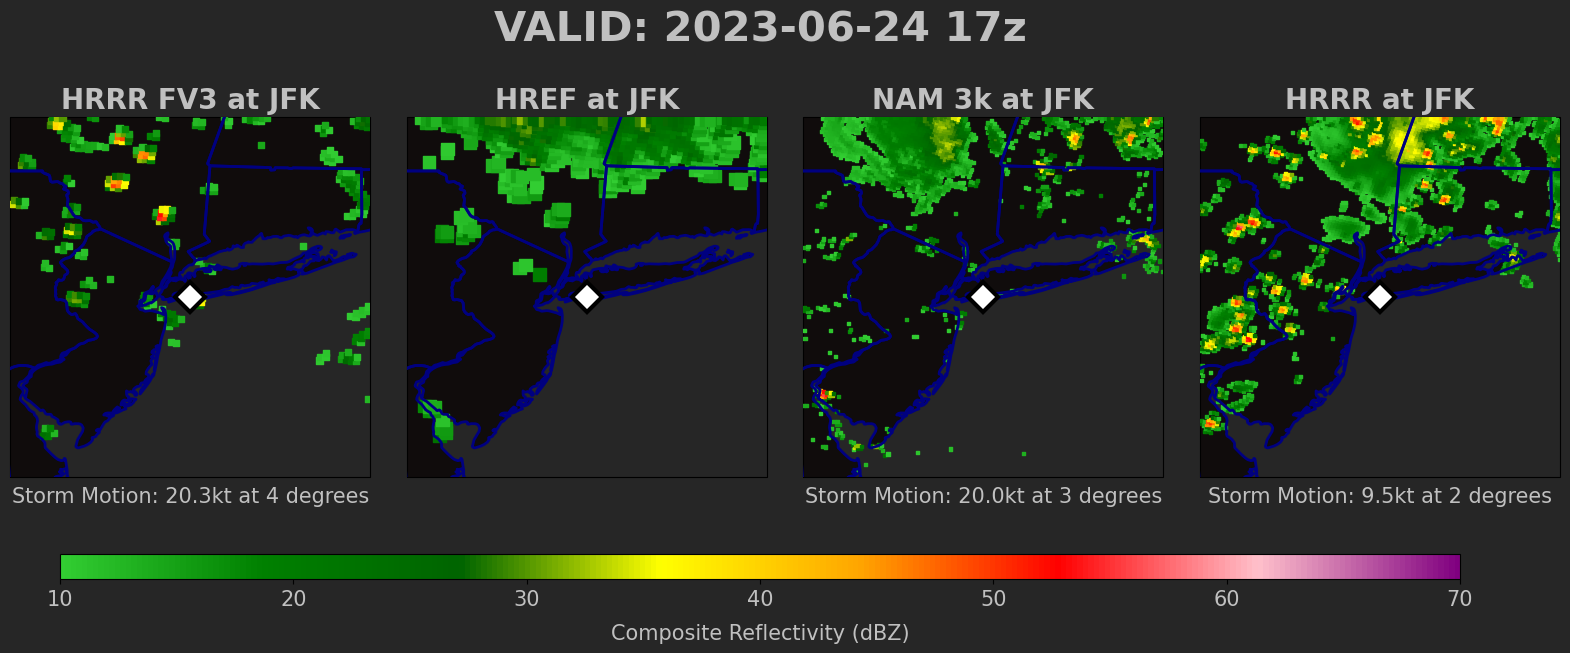 VALID: 2023-06-24 17z
HRRR FV3 at JFK
HREF at JFK
NAM 3k at JFK
HRRR at JFK
Storm Motion: 20.3kt at 4 degrees
Storm Motion: 20.0kt at 3 degrees
Storm Motion: 9.5kt at 2 degrees
10 20 30 40 50 60 70
Composite Reflectivity (dBZ)